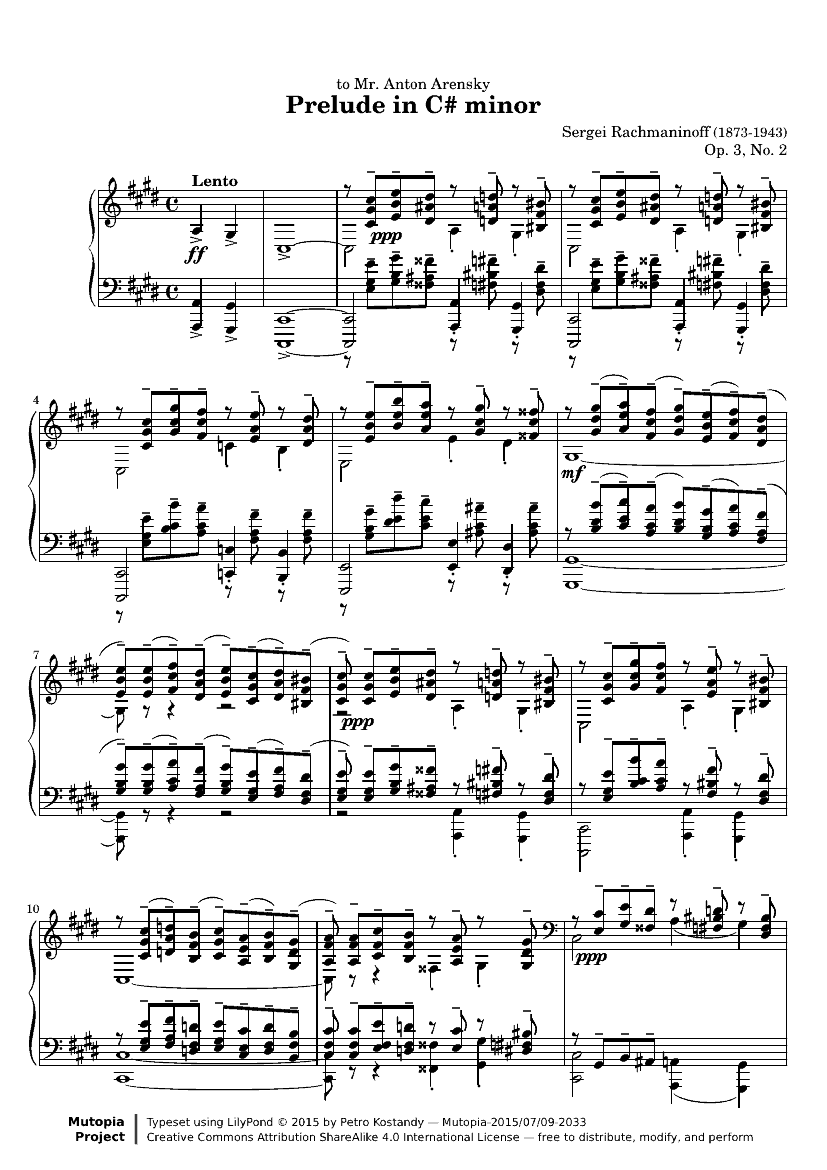 to Mr. Anton Arensky
Prelude in C# minor
Sergei Rachmaninoff (1873-1943)
Op. 3, No. 2
Lento
ff
ppp
4
mf
7
ppp
10
ppp
Mutopia Project
Typeset using LilyPond © 2015 by Petro Kostandy — Mutopia-2015/07/09-2033
Creative Commons Attribution ShareAlike 4.0 International License — free to distribute, modify, and perform